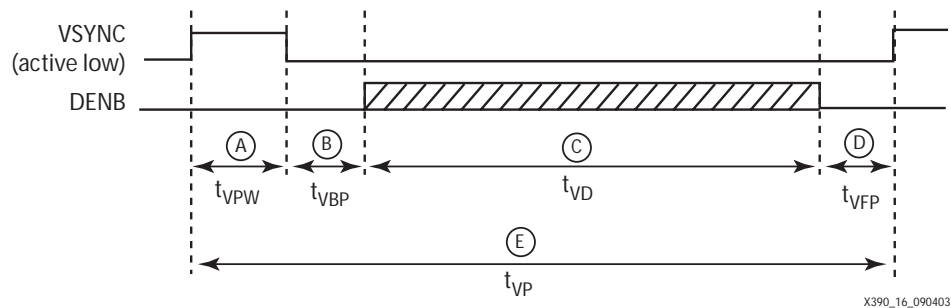 VSYNC
(active low)
DENB
A
B
C
D
tVPW
tVBP
tVD
tVFP
E
tVP
X390_16_090403